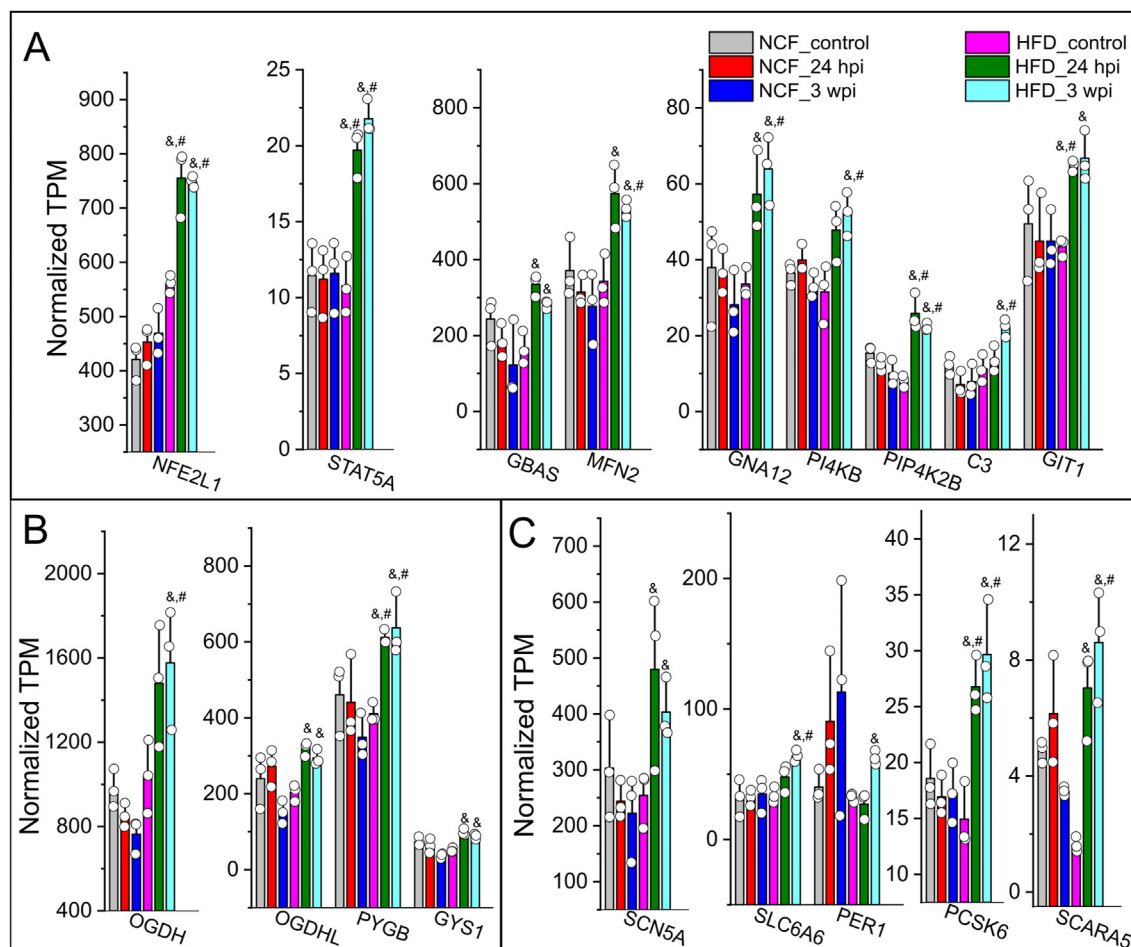 A
NCF_control
HFD_control
NCF_24 hpi
HFD_24 hpi
NCF_3 wpi
HFD_3 wpi
Normalized TPM
900
800
700
600
500
400
300
&,#
&,#
NFE2L1
25
20
15
10
5
0
&,#
&,#
STAT5A
800
600
400
200
0
&
&
&
&,#
GBAS
MFN2
80
60
40
20
0
&
&,#
&,#
&,#
&,#
&,#
&
&
GNA12
PI4KB
PIP4K2B
C3
GIT1
B
Normalized TPM
2000
1600
1200
800
400
&,#
OGDH
800
600
400
200
0
&
&
&,#
&,#
&
&
OGDHL
PYGB
GYS1
C
Normalized TPM
700
600
500
400
300
200
100
&
&
SCN5A
200
100
0
&,#
&
SLC6A6
PER1
40
35
30
25
20
15
10
&,#
&,#
PCSK6
12
8
4
0
&
&,#
SCARA5